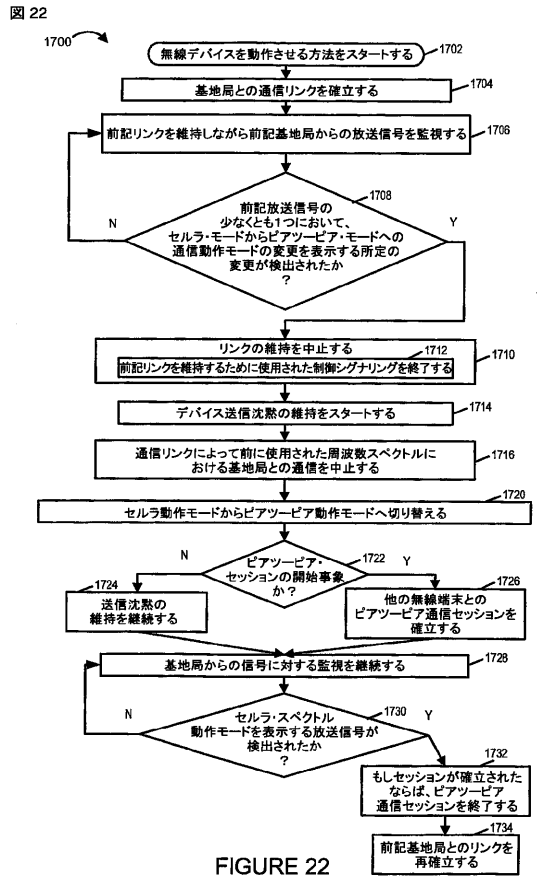 図 22
1700
無線デバイスを動作させる方法をスタートする
1702
基地局との通信リンクを確立する
1704
前記リンクを維持しながら前記基地局からの放送信号を監視する
1706
1708
前記放送信号の
少なくとも1つにおいて、
セルラ・モードからピアツーピア・モードへの
通信動作モードの変更を表示する所定の
変更が検出されたか
?
N
Y
リンクの維持を中止する
1712
前記リンクを維持するために使用された制御シグナリングを終了する
1710
デバイス送信沈黙の維持をスタートする
1714
通信リンクによって前に使用された周波数スペクトルに
おける基地局との通信を中止する
1716
1720
セルラ動作モードからピアツーピア動作モードへ切り替える
N
ピアツーピア・
セッションの開始事象
か?
1722
Y
1724
送信沈黙の
維持を継続する
1726
他の無線端末との
ピアツーピア通信セッションを
確立する
基地局からの信号に対する監視を継続する
1728
N
セルラ・スペクトル
動作モードを表示する放送信号が
検出されたか
?
1730
Y
1732
もしセッションが確立された
ならば、ピアツーピア
通信セッションを終了する
1734
前記基地局とのリンクを
再確立する
FIGURE 22